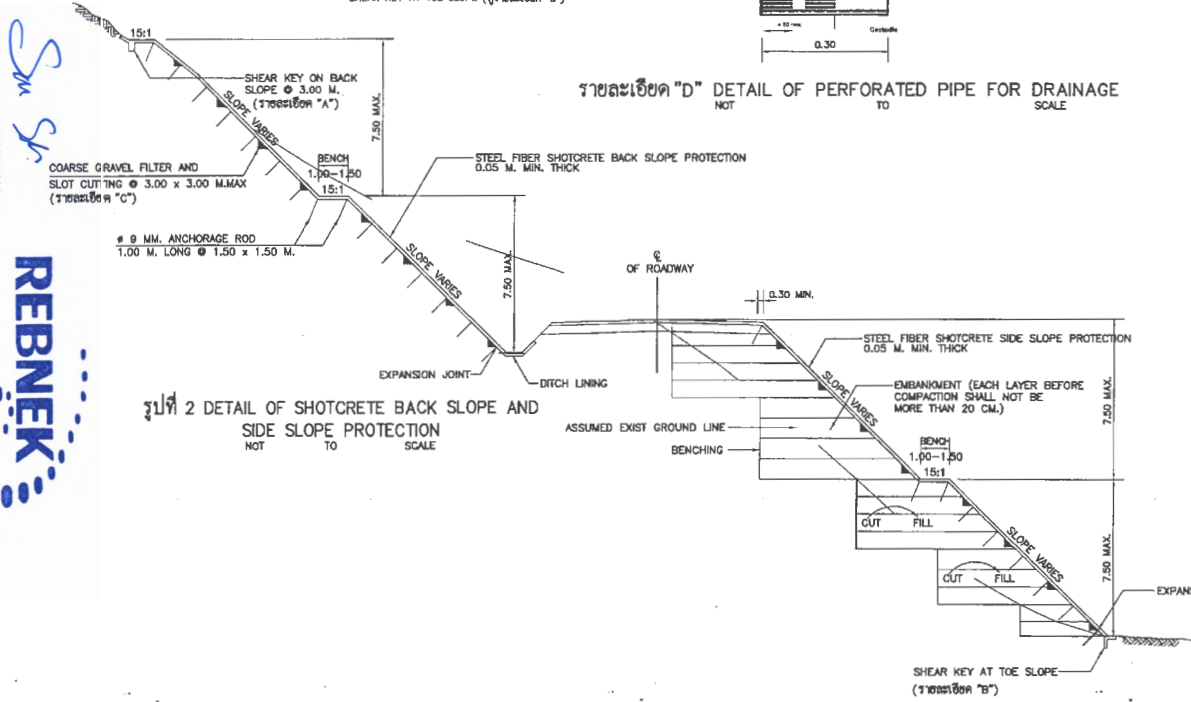 0.30
รายละเอียด "D" DETAIL OF PERFORATED PIPE FOR DRAINAGE
NOT TO SCALE
15:1
SHEAR KEY ON BACK
SLOPE @ 3.00 M.
(รายละเอียด "A")
SLOPE VARIES
7.50 MAX.
COARSE GRAVEL FILTER AND
SLOT CUTTING @ 3.00 x 3.00 M.MAX
(รายละเอียด "C")
BENCH
1.00-1.50
15:1
STEEL FIBER SHOTCRETE BACK SLOPE PROTECTION
0.05 M. MIN. THICK
ø 9 MM. ANCHORAGE ROD
1.00 M. LONG @ 1.50 x 1.50 M.
SLOPE VARIES
7.50 MAX.
EXPANSION JOINT
DITCH LINING
รูปที่ 2 DETAIL OF SHOTCRETE BACK SLOPE AND
SIDE SLOPE PROTECTION
NOT TO SCALE
℄
OF ROADWAY
0.30 MIN.
STEEL FIBER SHOTCRETE SIDE SLOPE PROTECTION
0.05 M. MIN. THICK
SLOPE VARIES
EMBANKMENT (EACH LAYER BEFORE
COMPACTION SHALL NOT BE
MORE THAN 20 CM.)
7.50 MAX.
ASSUMED EXIST GROUND LINE
BENCHING
BENCH
1.00-1.50
15:1
CUT FILL
SLOPE VARIES
CUT FILL
7.50 MAX.
EXPANS
SHEAR KEY AT TOE SLOPE
(รายละเอียด "B")
REBNEK